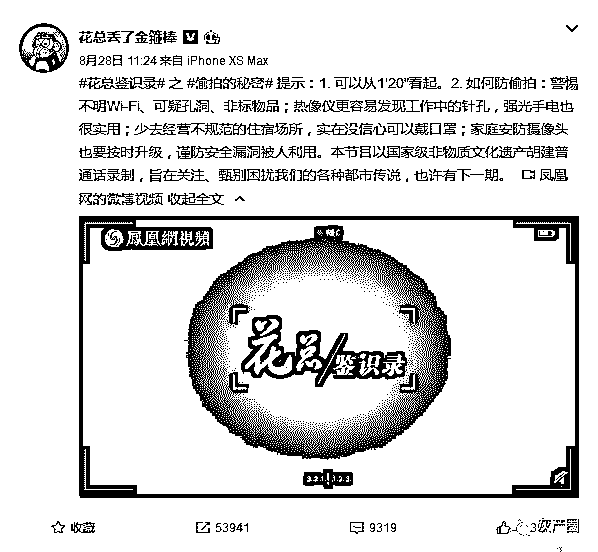 花总丢了金箍棒
8月28日 11:24 来自 iPhone XS Max
#花总鉴识录# 之 #偷拍的秘密# 提示：1. 可以从1'20"看起。2. 如何防偷拍：警惕
不明Wi-Fi、可疑孔洞、非标物品；热像仪更容易发现工作中的针孔，强光手电也
很实用；少去经营不规范的住宿场所，实在没信心可以戴口罩；家庭安防摄像头
也要按时升级，谨防安全漏洞被人利用。本节目以国家级非物质文化遗产胡建普
通话录制，旨在关注、甄别困扰我们的各种都市传说，也许有下一期。 凤凰
网的微博视频 收起全文
鳳凰網視頻
花总/鉴识录
3.2.1 1.2.3
收藏
53941
9319
灰产圈